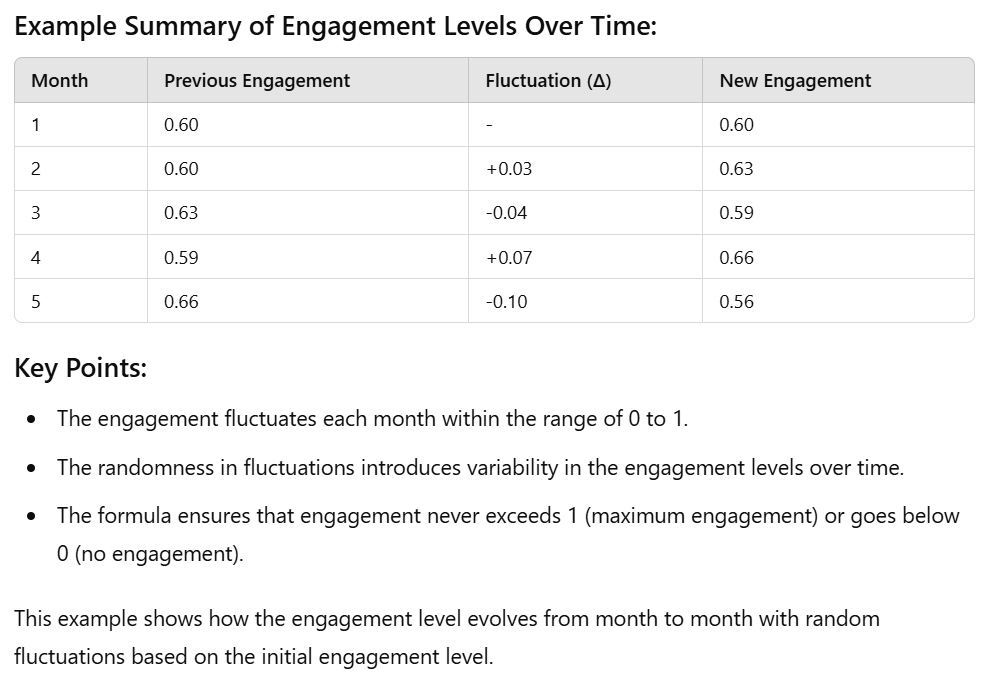 Example Summary of Engagement Levels Over Time:
Month Previous Engagement Fluctuation (Δ) New Engagement
1 0.60 - 0.60
2 0.60 +0.03 0.63
3 0.63 -0.04 0.59
4 0.59 +0.07 0.66
5 0.66 -0.10 0.56
Key Points:
• The engagement fluctuates each month within the range of 0 to 1.
• The randomness in fluctuations introduces variability in the engagement levels over time.
• The formula ensures that engagement never exceeds 1 (maximum engagement) or goes below
0 (no engagement).
This example shows how the engagement level evolves from month to month with random
fluctuations based on the initial engagement level.